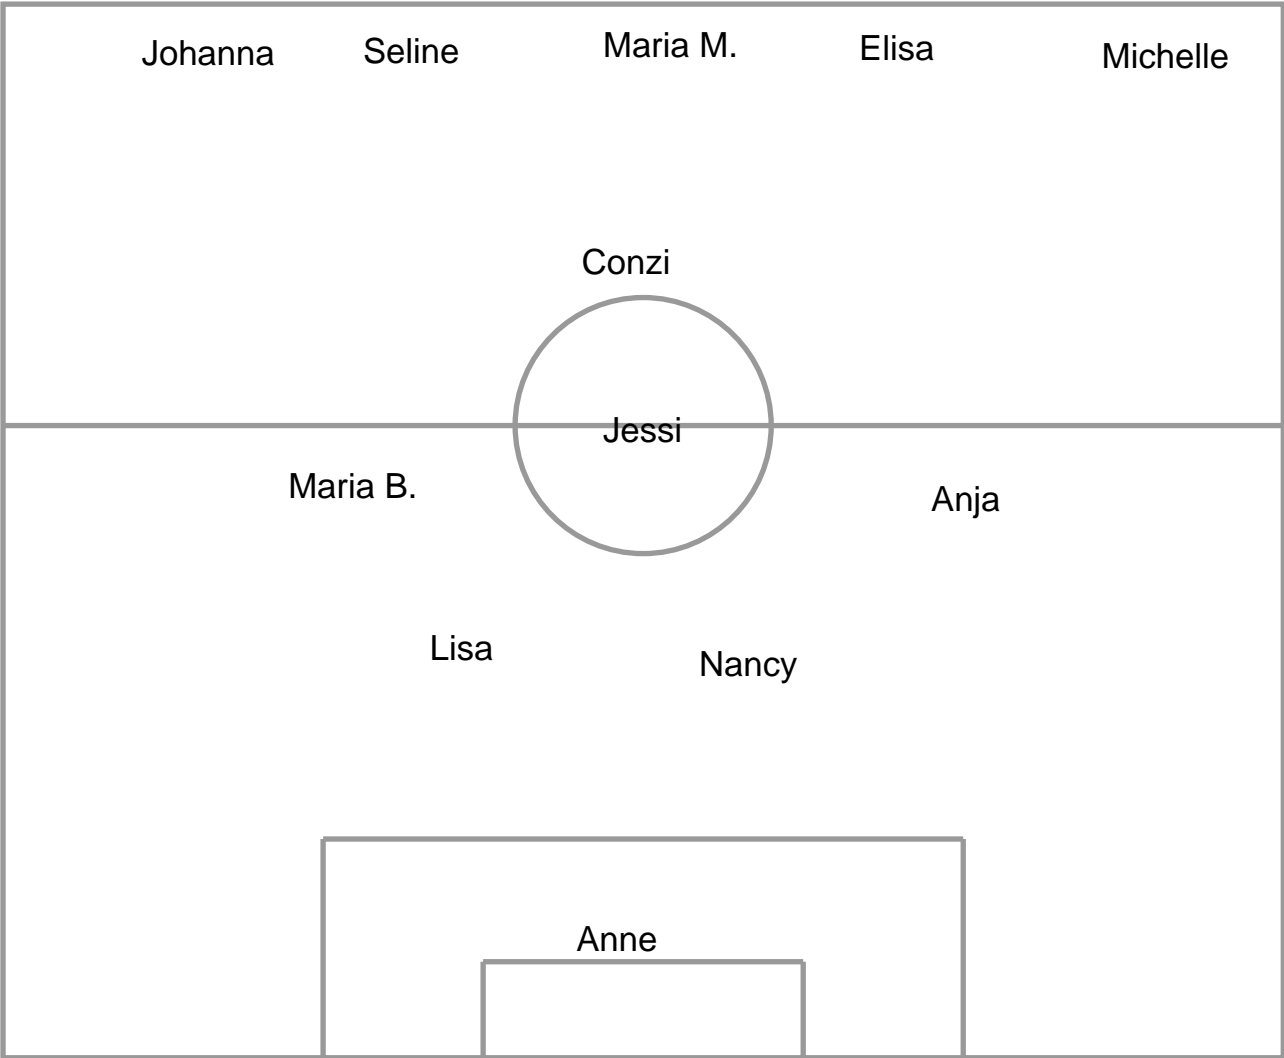 Johanna Seline Maria M. Elisa Michelle
Conzi
Jessi
Maria B. Anja
Lisa Nancy
Anne